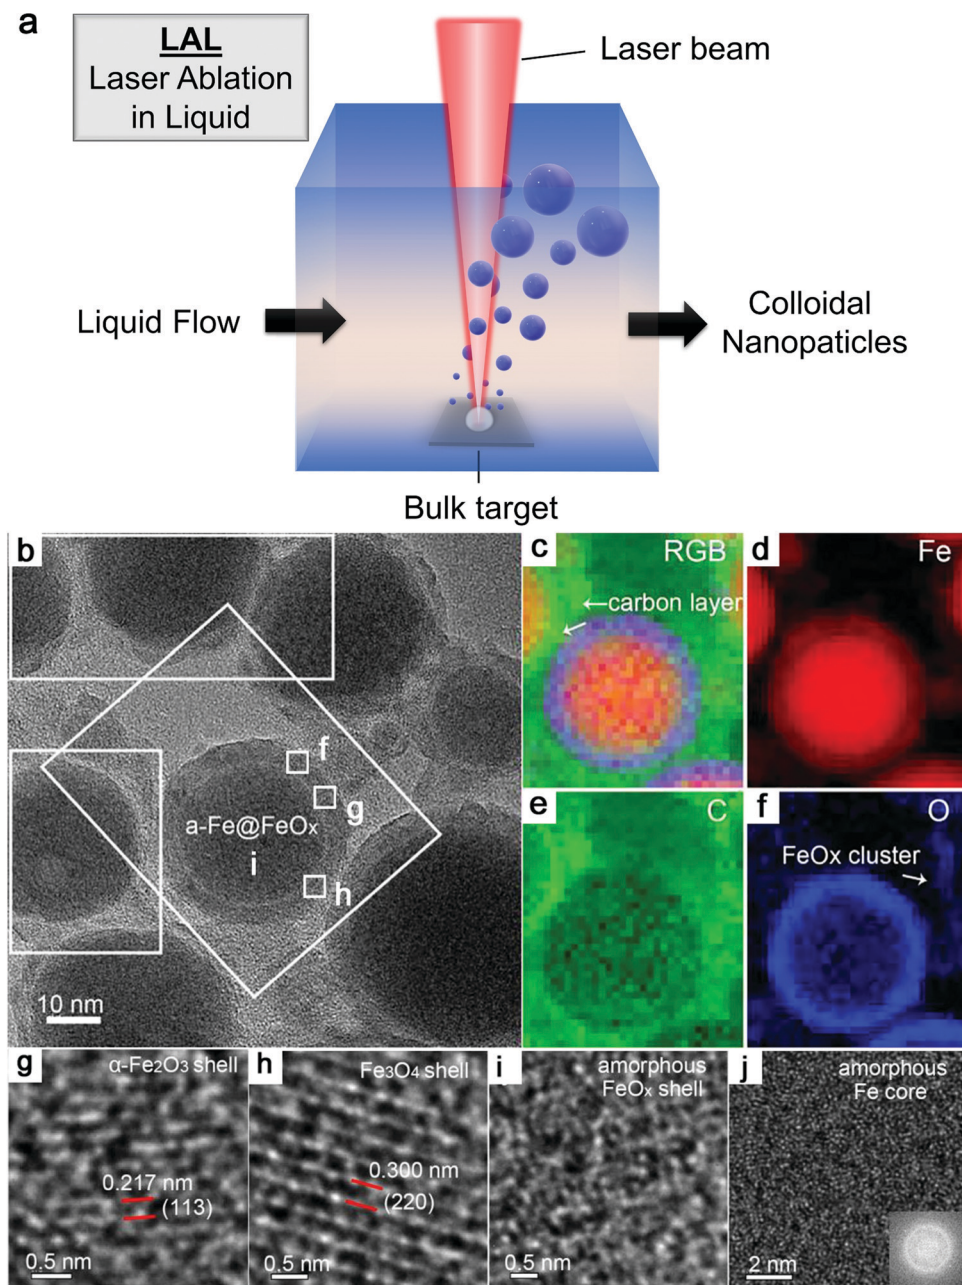 a
LAL
Laser Ablation
in Liquid
Laser beam
Liquid Flow
Colloidal
Nanopaticles
Bulk target
b
f
g
a-Fe@FeOx
i
h
10 nm
c
RGB
carbon layer
d
Fe
e
C
f
O
FeOx cluster
g
α-Fe₂O₃ shell
0.217 nm
(113)
0.5 nm
h
Fe₃O₄ shell
0.300 nm
(220)
0.5 nm
i
amorphous
FeOx shell
0.5 nm
j
amorphous
Fe core
2 nm